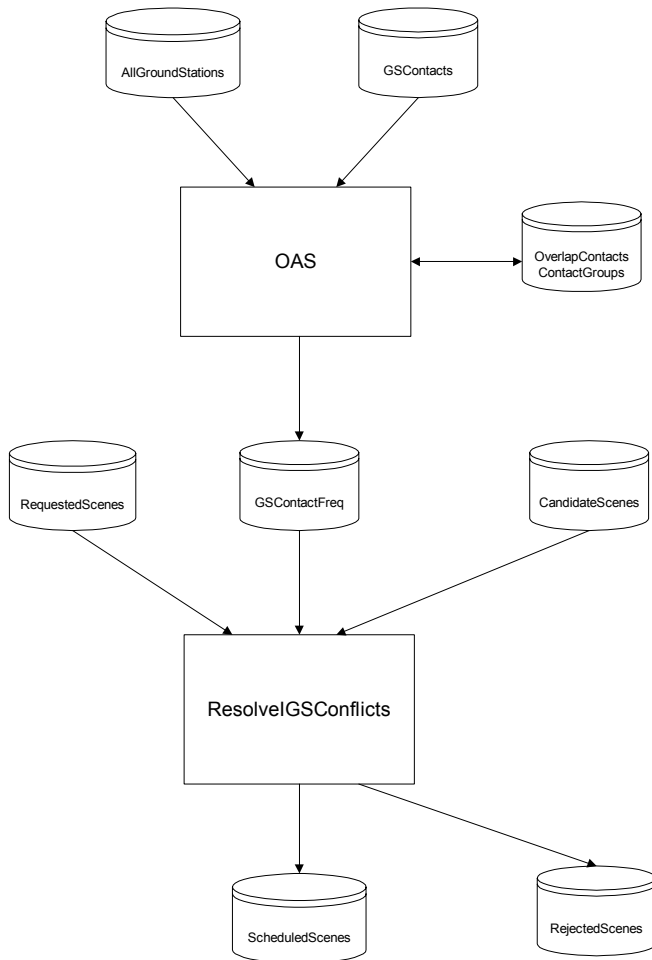 AllGroundStations
GSContacts
OAS
OverlapContacts
ContactGroups
RequestedScenes
GSContactFreq
CandidateScenes
ResolveIGSConflicts
ScheduledScenes
RejectedScenes